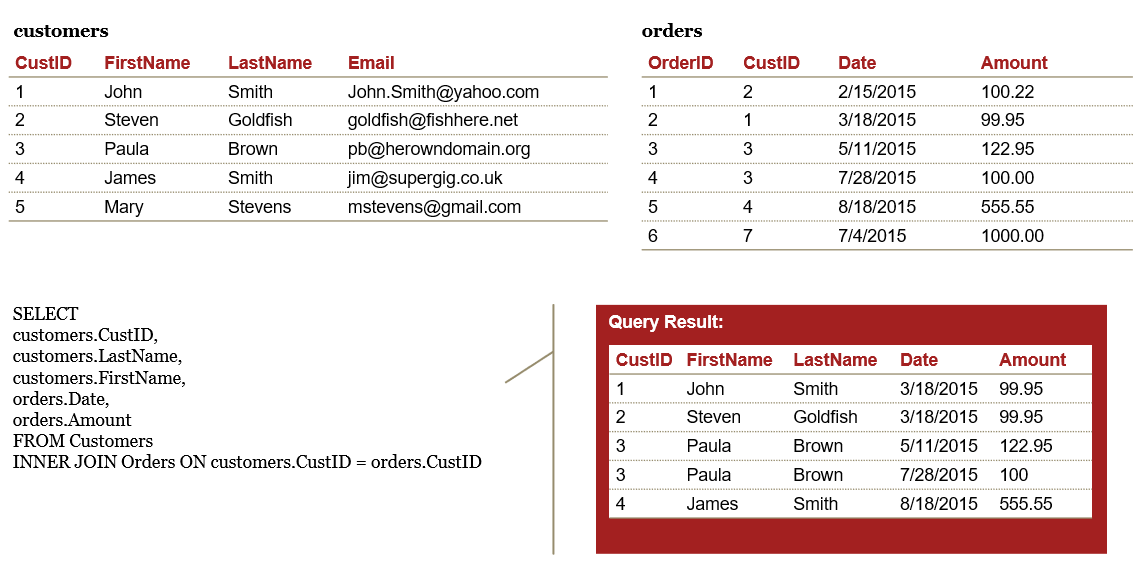 customers
CustID FirstName LastName Email
1 John Smith John.Smith@yahoo.com
2 Steven Goldfish goldfish@fishhere.net
3 Paula Brown pb@herowndomain.org
4 James Smith jim@supergig.co.uk
5 Mary Stevens mstevens@gmail.com
orders
OrderID CustID Date Amount
1 2 2/15/2015 100.22
2 1 3/18/2015 99.95
3 3 5/11/2015 122.95
4 3 7/28/2015 100.00
5 4 8/18/2015 555.55
6 7 7/4/2015 1000.00
SELECT
customers.CustID,
customers.LastName,
customers.FirstName,
orders.Date,
orders.Amount
FROM Customers
INNER JOIN Orders ON customers.CustID = orders.CustID
Query Result:
CustID FirstName LastName Date Amount
1 John Smith 3/18/2015 99.95
2 Steven Goldfish 3/18/2015 99.95
3 Paula Brown 5/11/2015 122.95
3 Paula Brown 7/28/2015 100
4 James Smith 8/18/2015 555.55